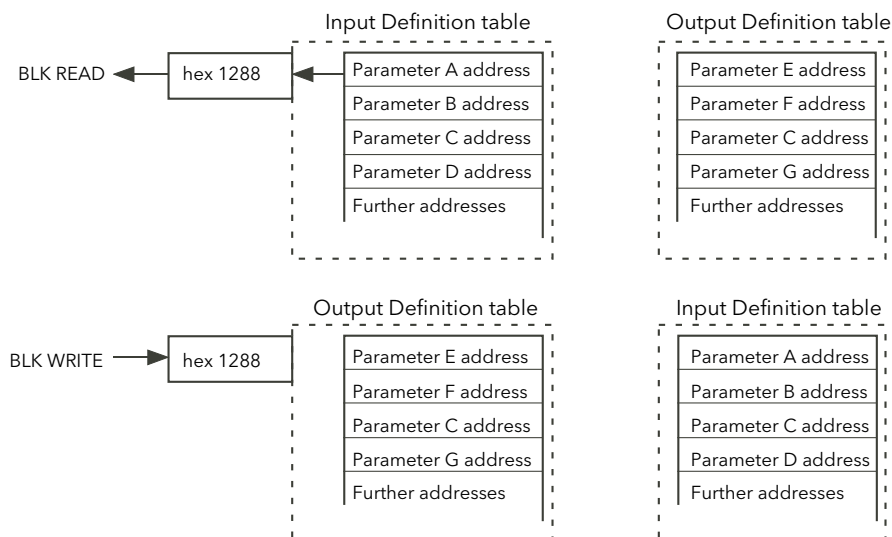 Input Definition table
BLK READ
hex 1288
Parameter A address
Parameter B address
Parameter C address
Parameter D address
Further addresses
Output Definition table
Parameter E address
Parameter F address
Parameter C address
Parameter G address
Further addresses
Output Definition table
BLK WRITE
hex 1288
Parameter E address
Parameter F address
Parameter C address
Parameter G address
Further addresses
Input Definition table
Parameter A address
Parameter B address
Parameter C address
Parameter D address
Further addresses